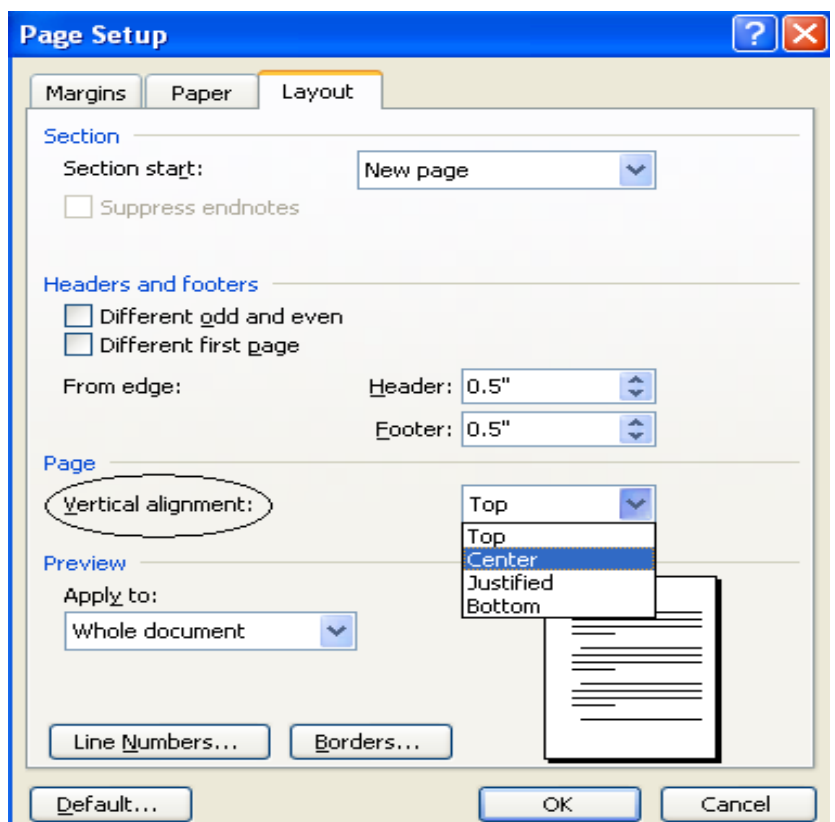 Page Setup
Margins Paper Layout
Section
Section start: New page
Suppress endnotes
Headers and footers
Different odd and even
Different first page
From edge: Header: 0.5"
Footer: 0.5"
Page
Vertical alignment: Top
Top
Center
Justified
Bottom
Preview
Apply to:
Whole document
Line Numbers... Borders...
Default... OK Cancel